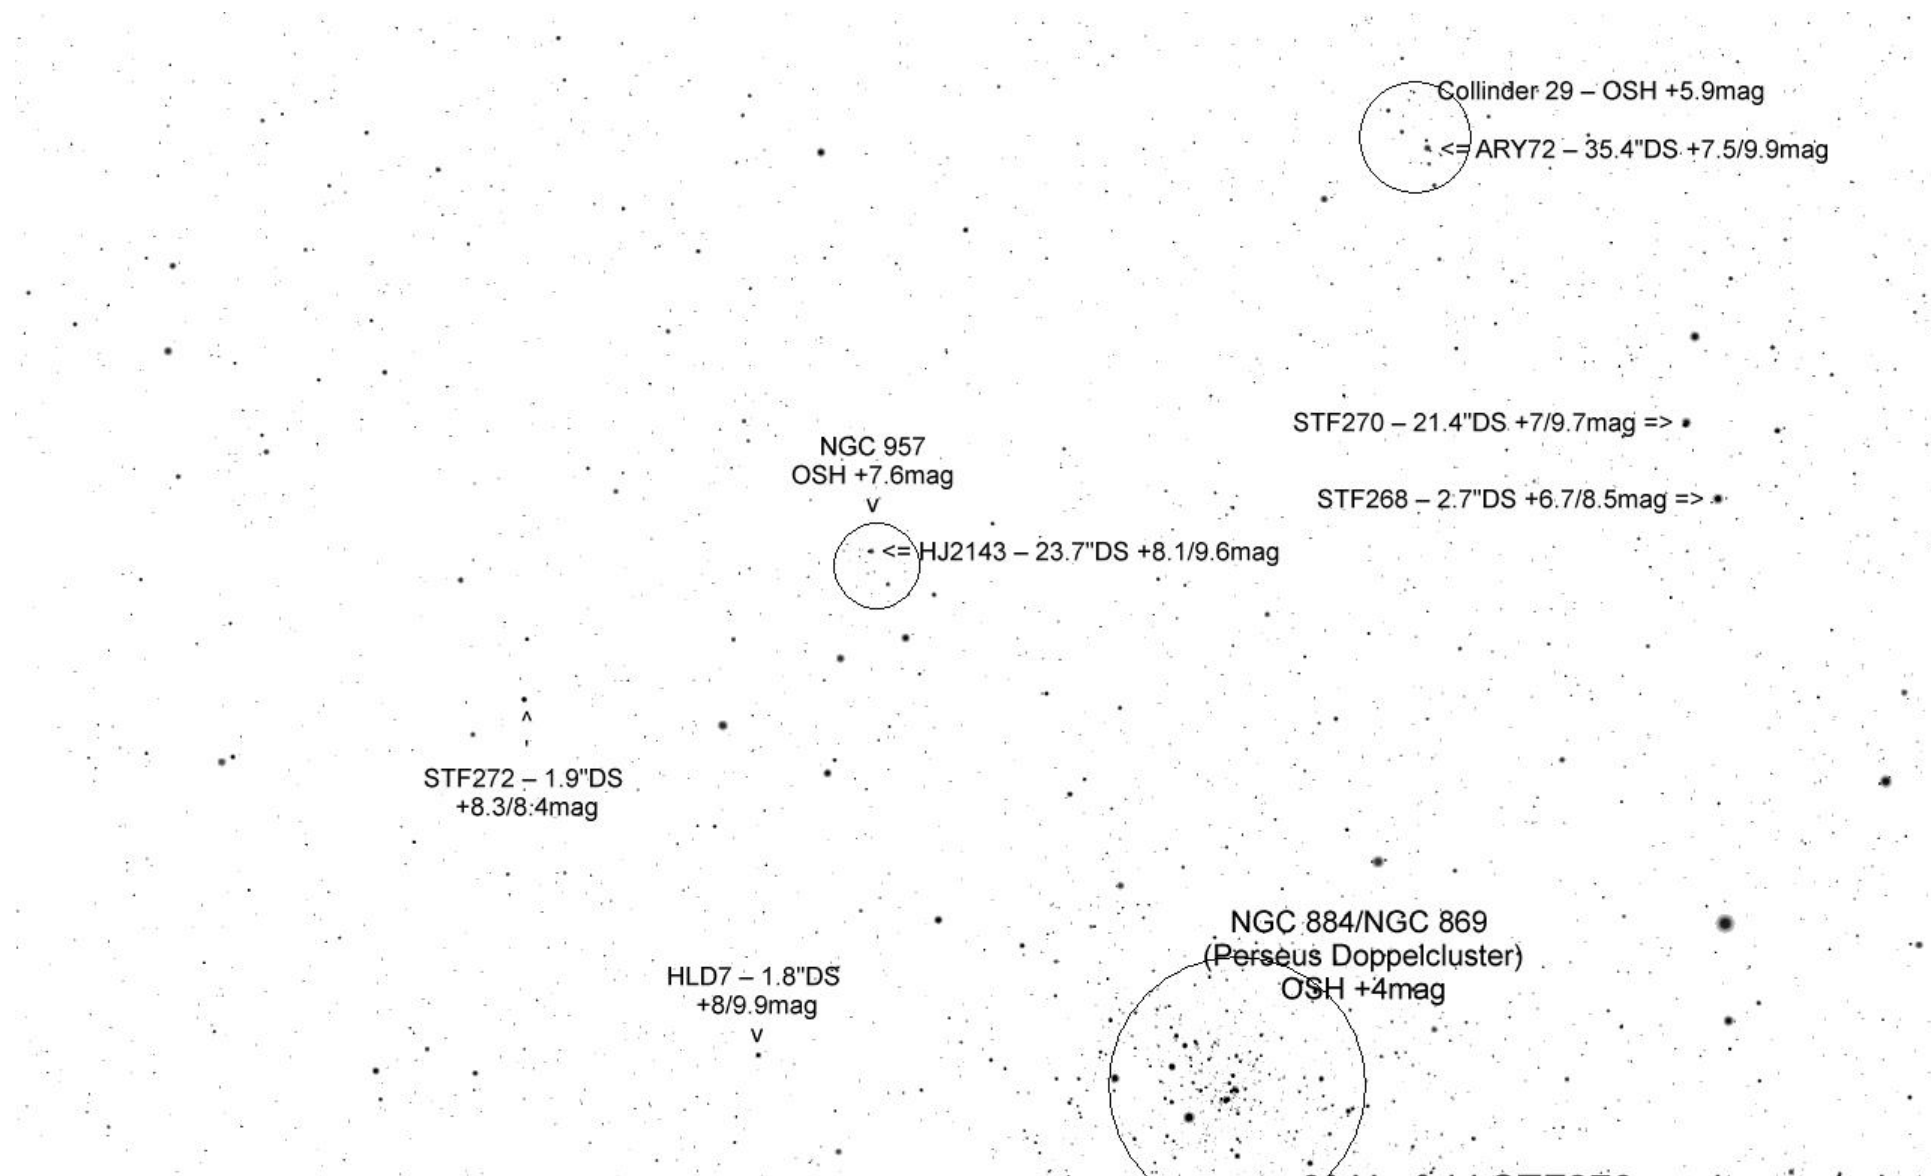 Collinder 29 – OSH +5.9mag
<= ARY72 – 35.4"DS +7.5/9.9mag
STF270 – 21.4"DS +7/9.7mag =>
NGC 957
OSH +7.6mag
v
STF268 – 2.7"DS +6.7/8.5mag =>
<= HJ2143 – 23.7"DS +8.1/9.6mag
^
'
STF272 – 1.9"DS
+8.3/8.4mag
NGC 884/NGC 869
(Perseus Doppelcluster)
OSH +4mag
HLD7 – 1.8"DS
+8/9.9mag
v